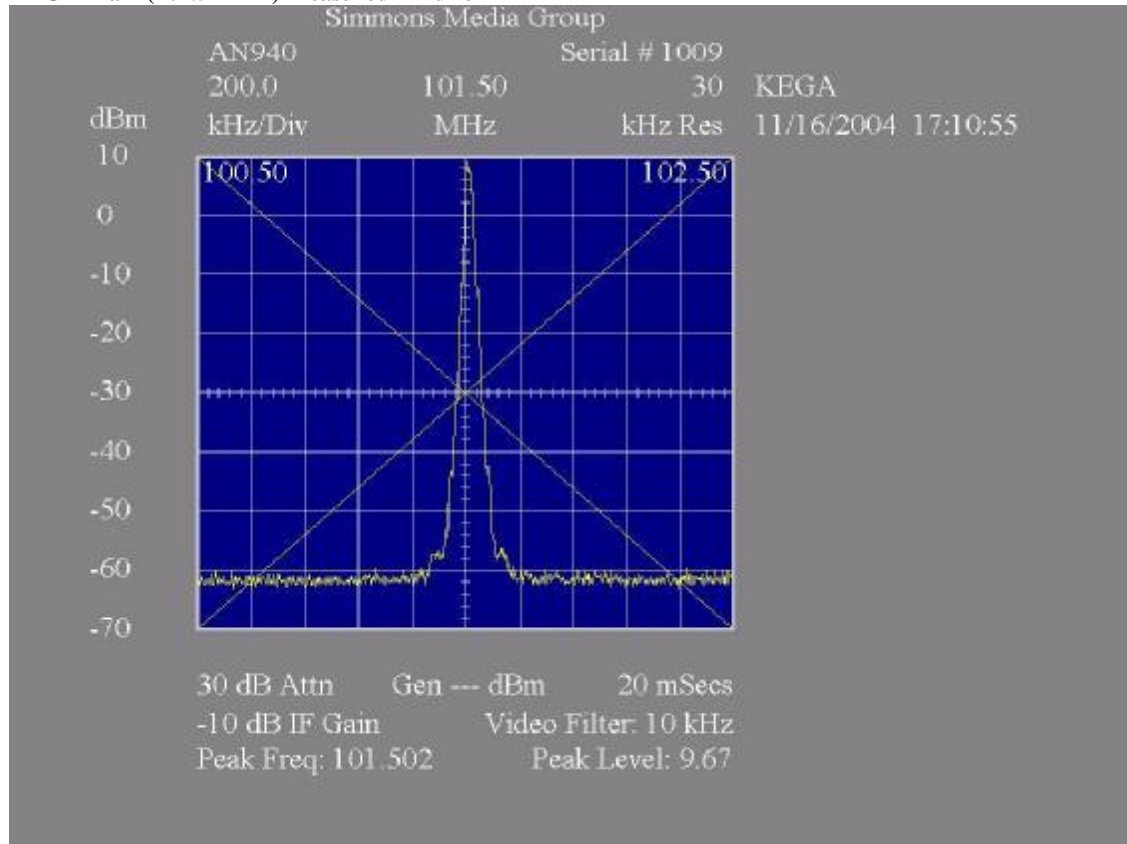 Simmons Media Group
AN940 Serial # 1009
200.0 101.50 30 KEGA
dBm kHz/Div MHz kHz Res 11/16/2004 17:10:55
10
100.50 102.50
0
-10
-20
-30
-40
-50
-60
-70
30 dB Attn Gen --- dBm 20 mSecs
-10 dB IF Gain Video Filter: 10 kHz
Peak Freq: 101.502 Peak Level: 9.67